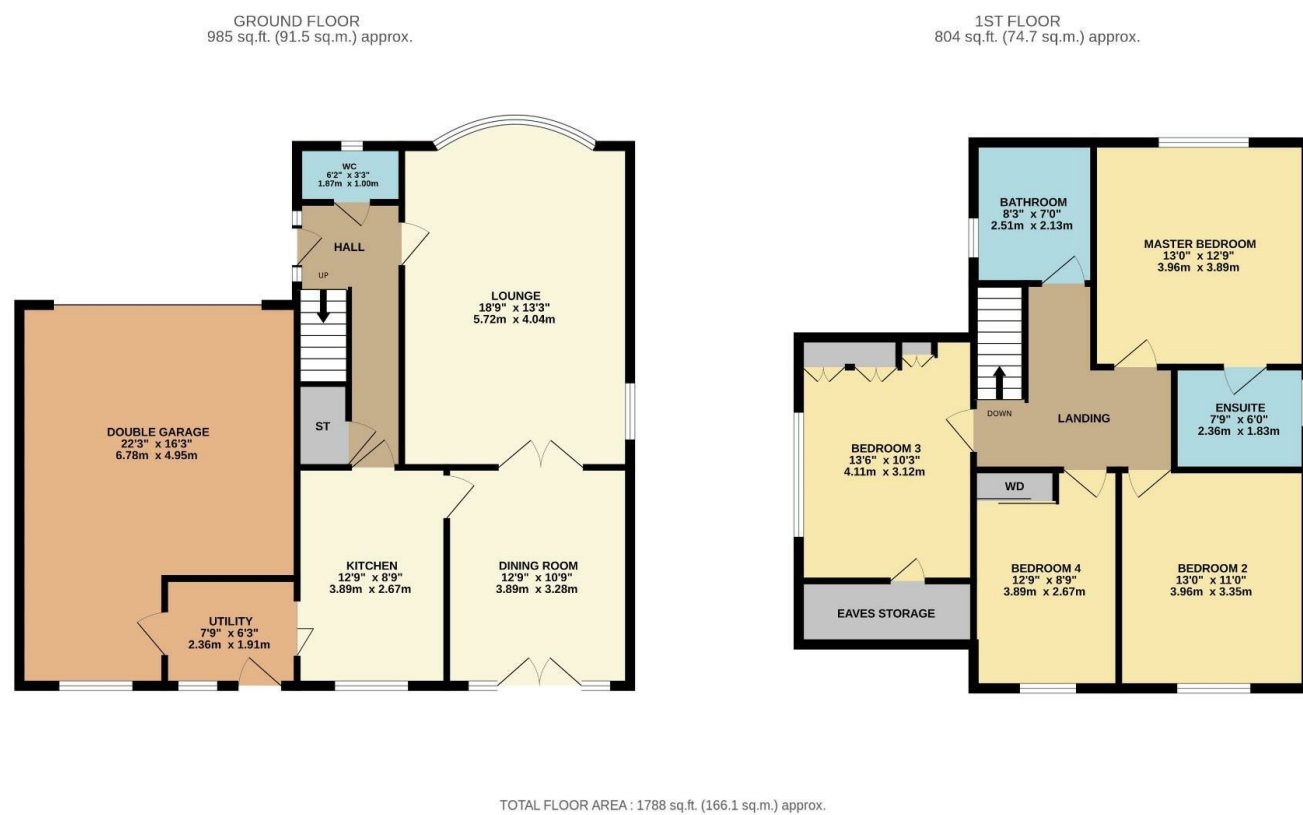 GROUND FLOOR
985 sq.ft. (91.5 sq.m.) approx.
WC
6'2" x 3'3"
1.87m x 1.00m
HALL
UP
LOUNGE
18'9" x 13'3"
5.72m x 4.04m
DOUBLE GARAGE
22'3" x 16'3"
6.78m x 4.95m
ST
KITCHEN
12'9" x 8'9"
3.89m x 2.67m
DINING ROOM
12'9" x 10'9"
3.89m x 3.28m
UTILITY
7'9" x 6'3"
2.36m x 1.91m
1ST FLOOR
804 sq.ft. (74.7 sq.m.) approx.
BATHROOM
8'3" x 7'0"
2.51m x 2.13m
MASTER BEDROOM
13'0" x 12'9"
3.96m x 3.89m
ENSUITE
7'9" x 6'0"
2.36m x 1.83m
DOWN
LANDING
BEDROOM 3
13'6" x 10'3"
4.11m x 3.12m
WD
BEDROOM 4
12'9" x 8'9"
3.89m x 2.67m
BEDROOM 2
13'0" x 11'0"
3.96m x 3.35m
EAVES STORAGE
TOTAL FLOOR AREA : 1788 sq.ft. (166.1 sq.m.) approx.